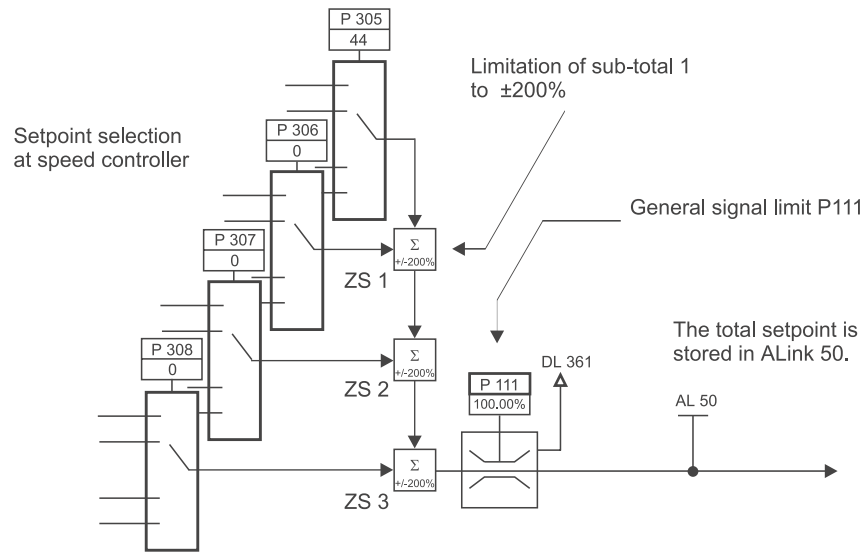 P 305
44
Limitation of sub-total 1
to ±200%
Setpoint selection
at speed controller
P 306
0
General signal limit P111
P 307
0
Σ
+/-200%
ZS 1
The total setpoint is
stored in ALink 50.
P 308
0
Σ
+/-200%
ZS 2
DL 361
P 111
100.00%
AL 50
Σ
+/-200%
ZS 3